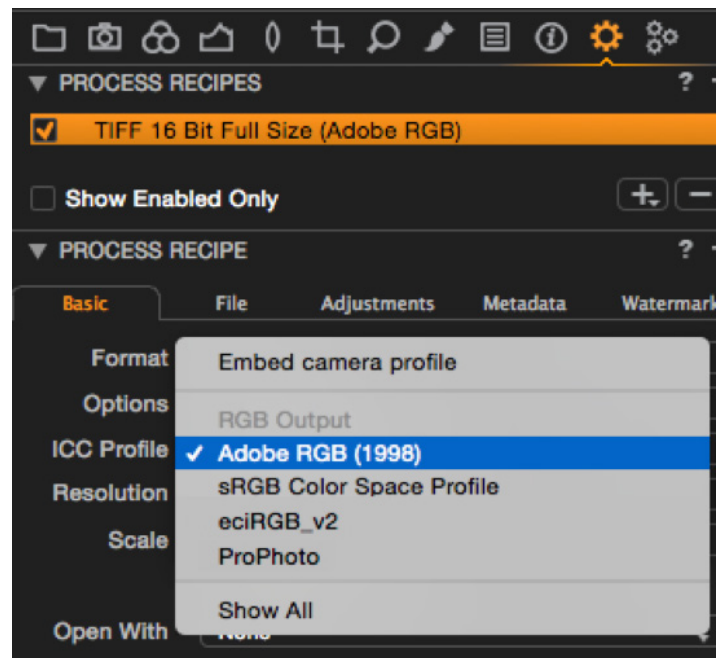 PROCESS RECIPES ?
TIFF 16 Bit Full Size (Adobe RGB)
Show Enabled Only
PROCESS RECIPE ?
Basic File Adjustments Metadata Watermark
Format
Embed camera profile
Options
RGB Output
ICC Profile ✓ Adobe RGB (1998)
Resolution sRGB Color Space Profile
eciRGB_v2
Scale
ProPhoto
Show All
Open With None